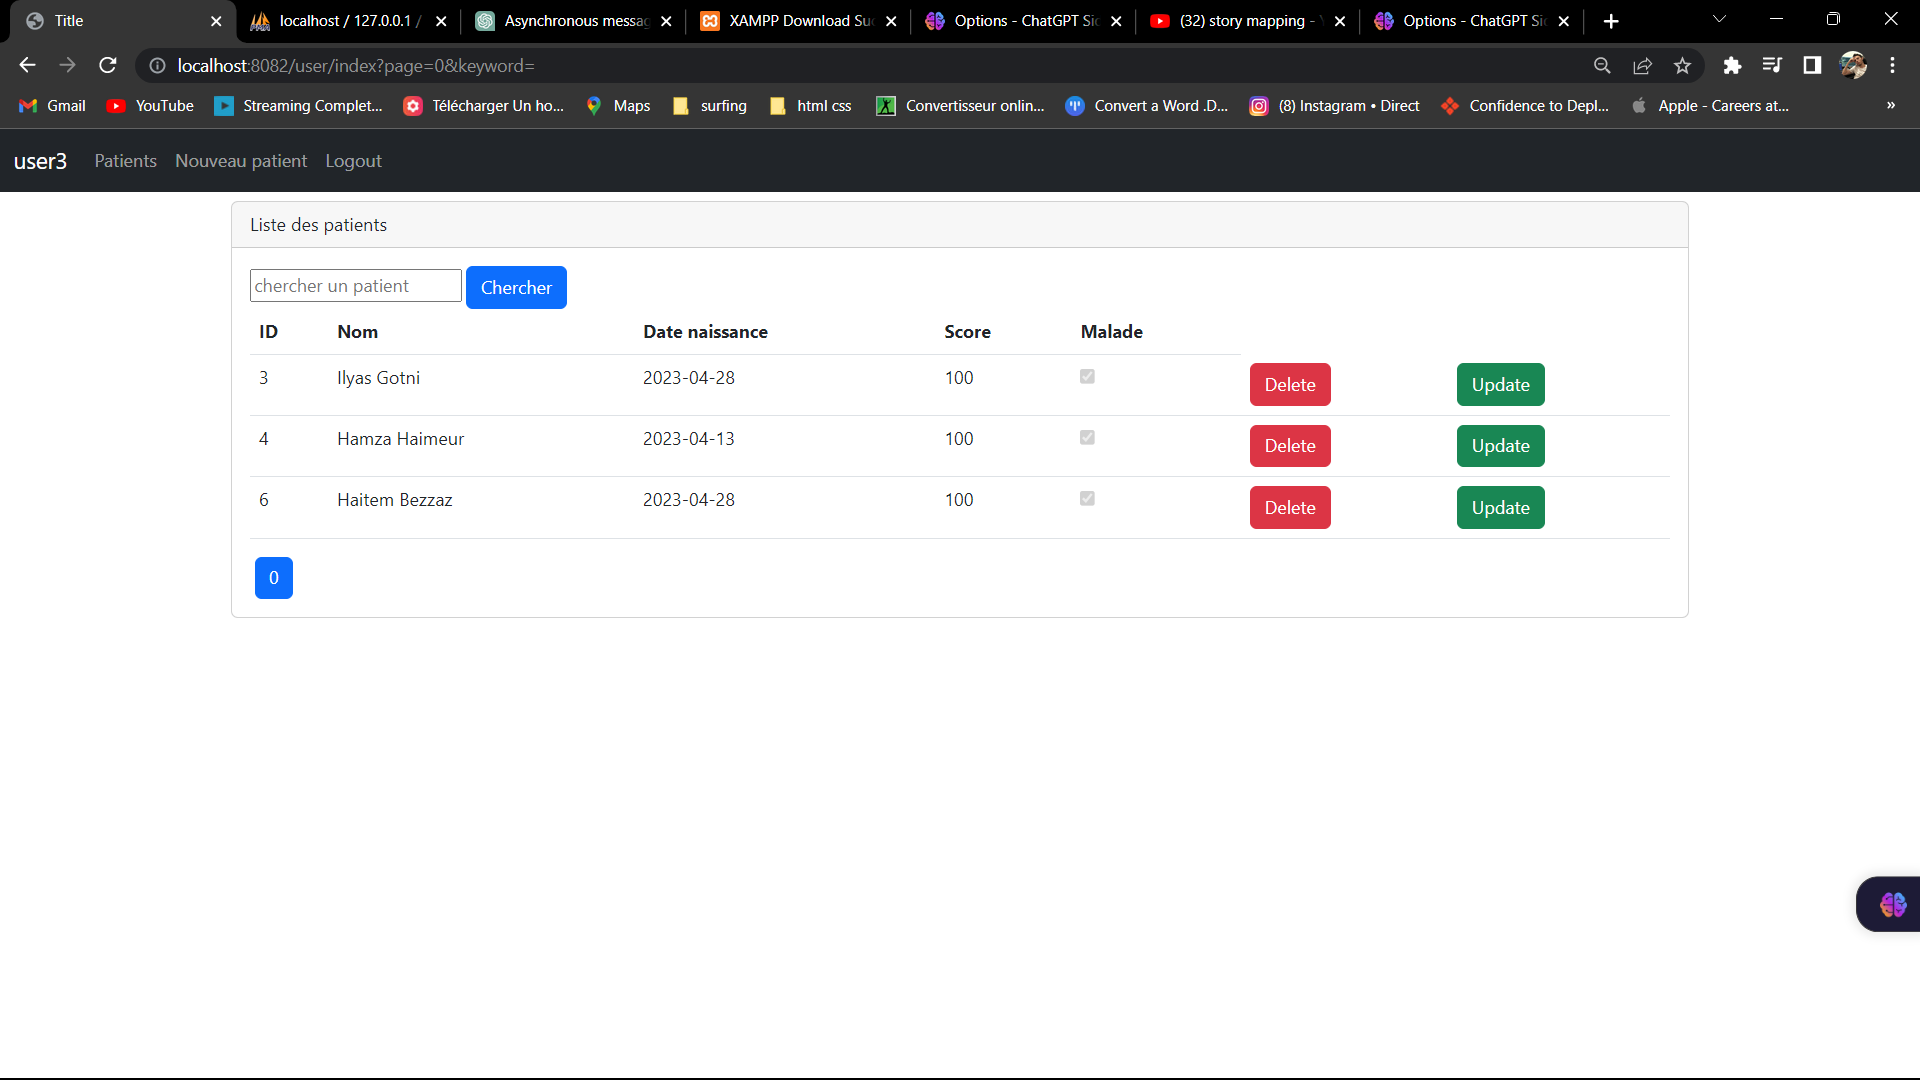 Title
localhost / 127.0.0.1 /
Asynchronous messag
XAMPP Download Suc
Options - ChatGPT Sid
(32) story mapping - Y
Options - ChatGPT Sid
localhost:8082/user/index?page=0&keyword=
Gmail
YouTube
Streaming Complet...
Télécharger Un ho...
Maps
surfing
html css
Convertisseur onlin...
Convert a Word .D...
(8) Instagram • Direct
Confidence to Depl...
Apple - Careers at...
»
user3 Patients Nouveau patient Logout
Liste des patients
chercher un patient Chercher
ID Nom Date naissance Score Malade
3 Ilyas Gotni 2023-04-28 100 Delete Update
4 Hamza Haimeur 2023-04-13 100 Delete Update
6 Haitem Bezzaz 2023-04-28 100 Delete Update
0